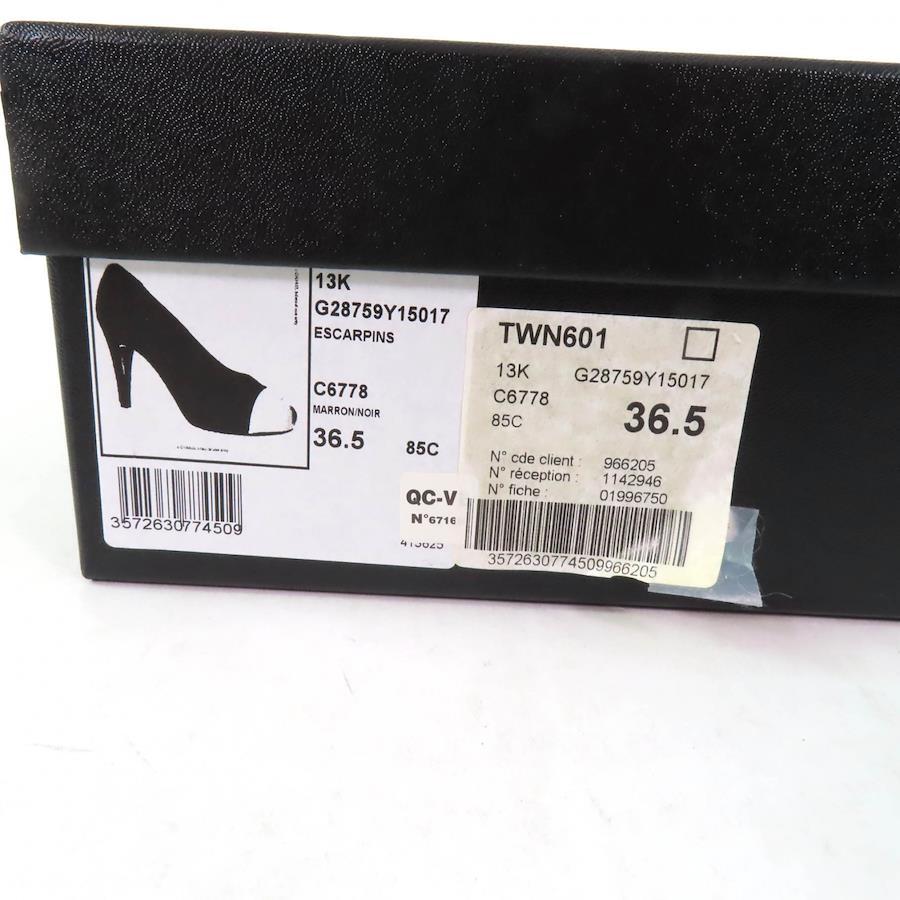 13K
G28759Y15017
ESCARPINS
C6778
MARRON/NOIR
36.5 85C
3572630774509
QC-V
N°6716
413625
TWN601
13K G28759Y15017
C6778
85C 36.5
N° cde client : 966205
N° réception : 1142946
N° fiche : 01996750
3572630774509966205